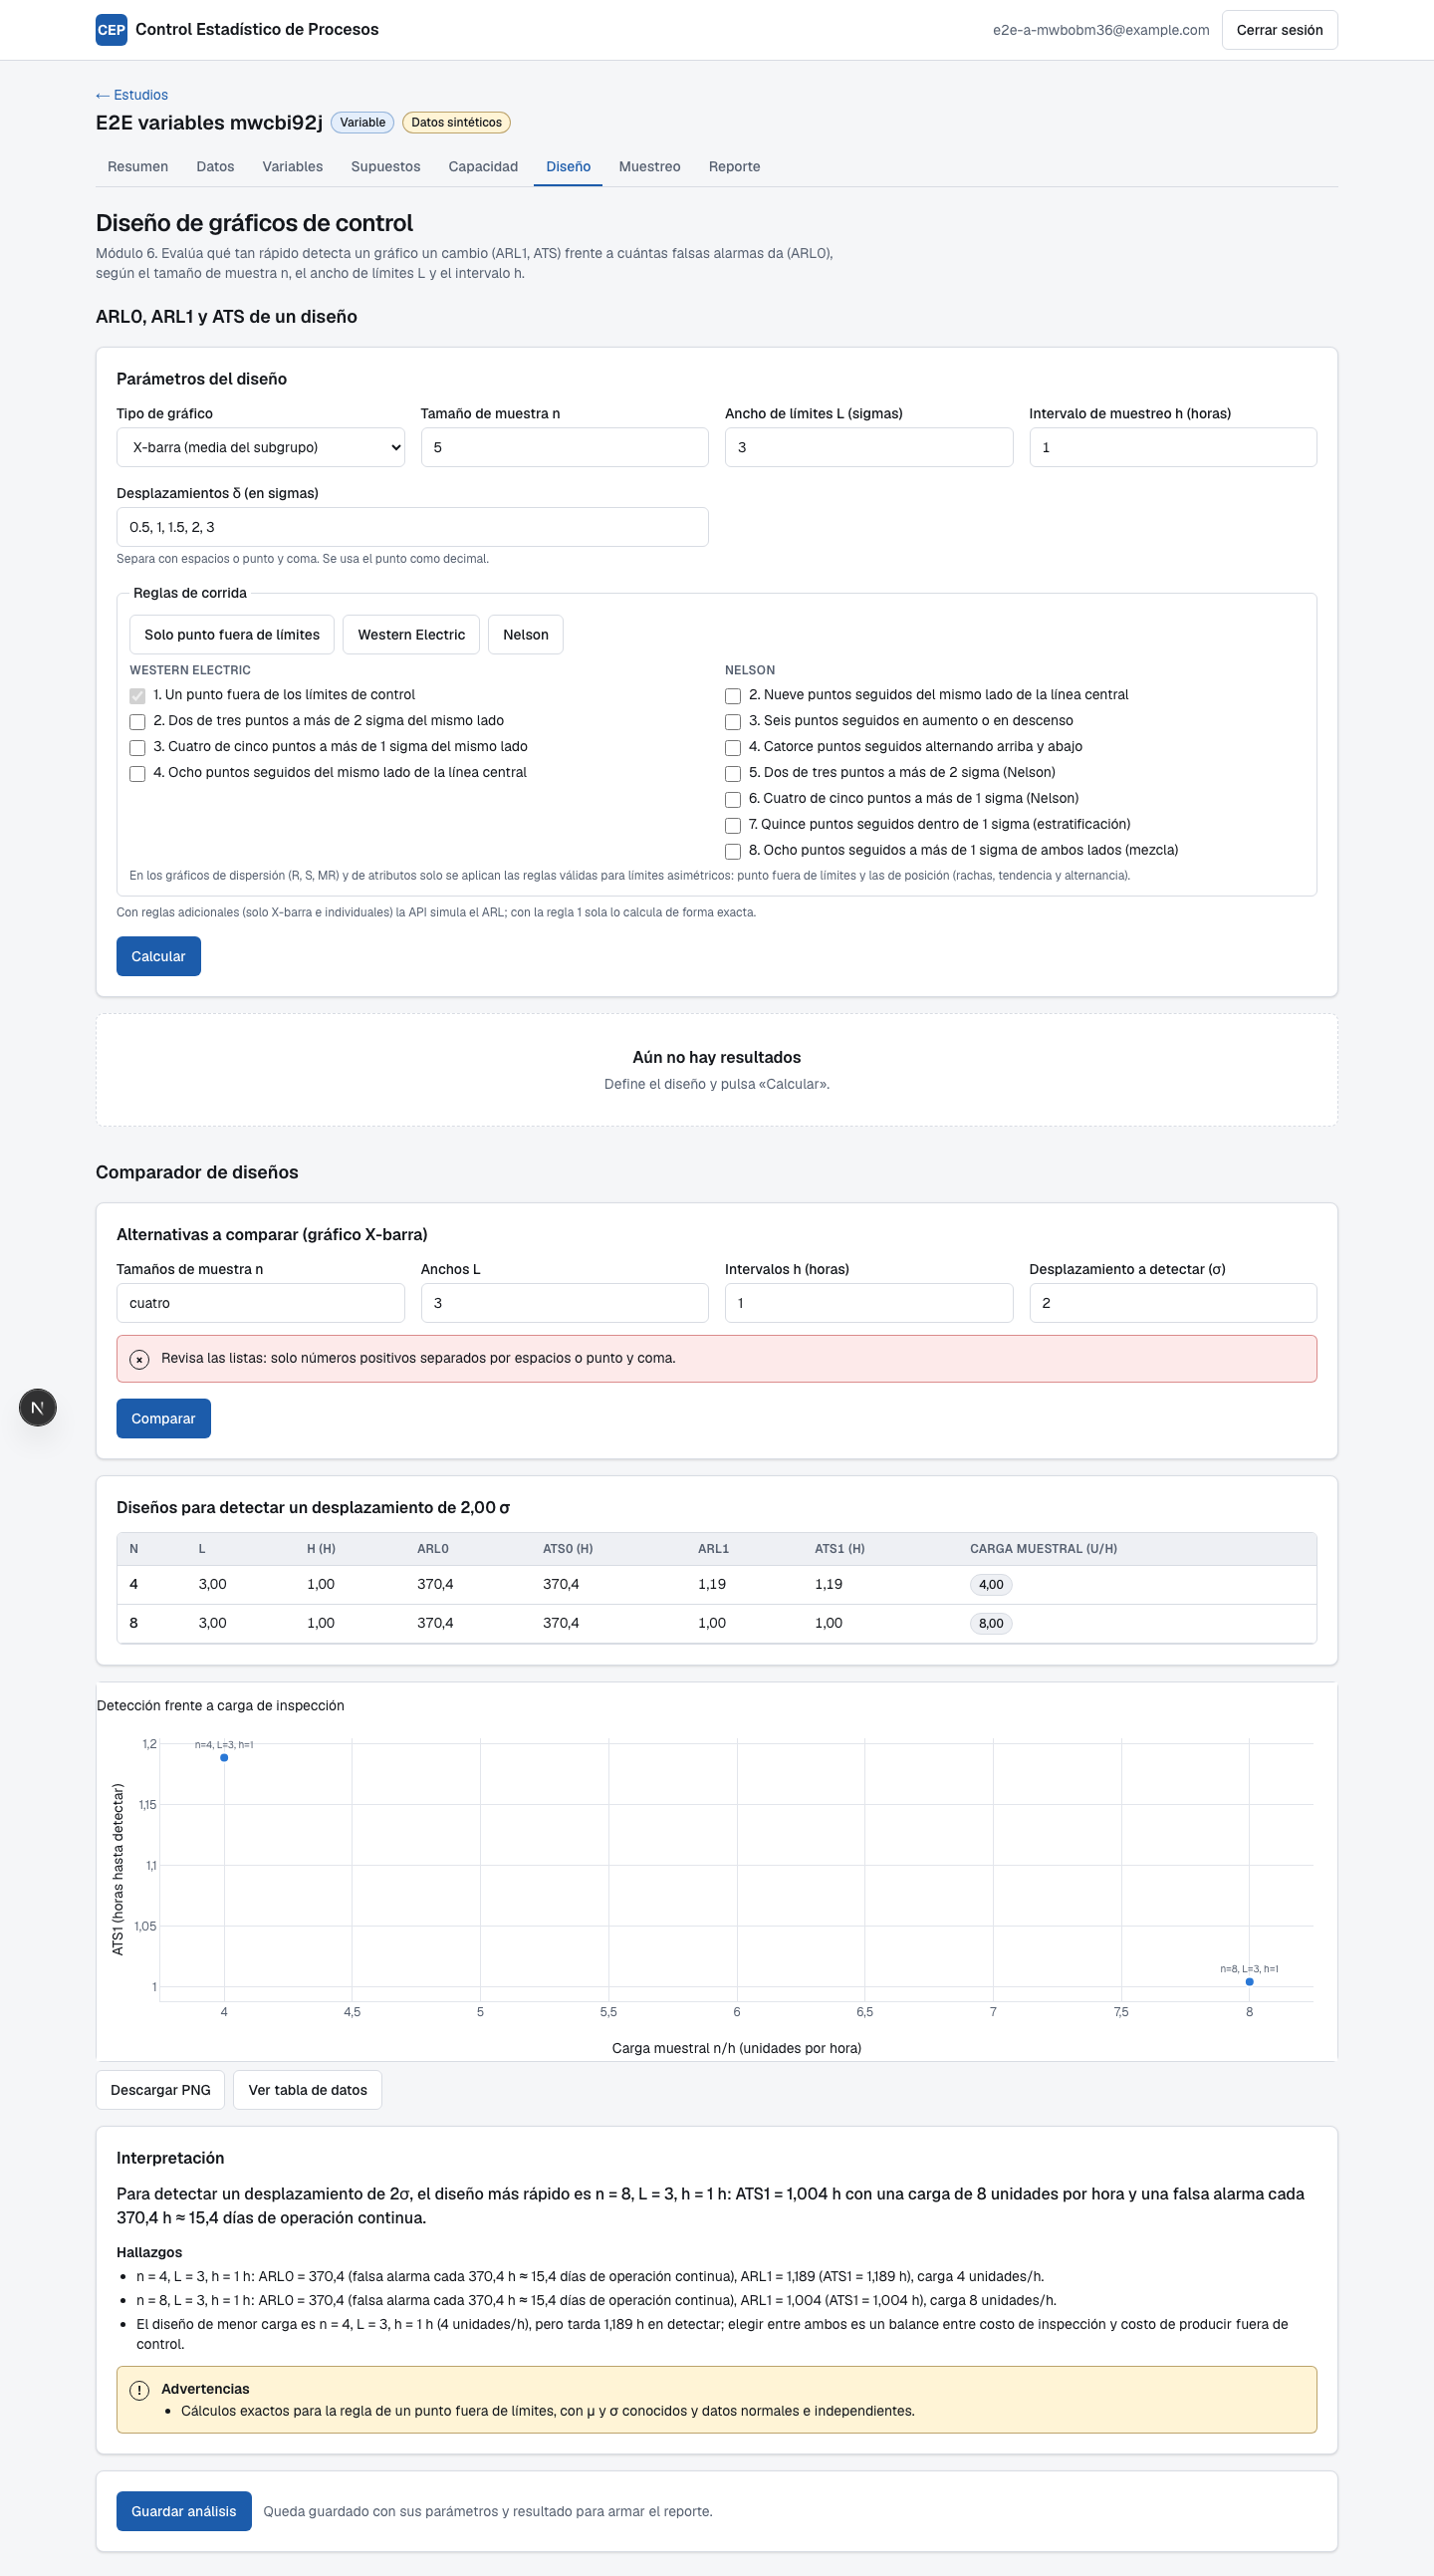 CEP Control Estadístico de Procesos
e2e-a-mwbobm36@example.com
Cerrar sesión
← Estudios
E2E variables mwcbi92j Variable Datos sintéticos
Resumen Datos Variables Supuestos Capacidad Diseño Muestreo Reporte
Diseño de gráficos de control
Módulo 6. Evalúa qué tan rápido detecta un gráfico un cambio (ARL1, ATS) frente a cuántas falsas alarmas da (ARL0),
según el tamaño de muestra n, el ancho de límites L y el intervalo h.
ARL0, ARL1 y ATS de un diseño
Parámetros del diseño
Tipo de gráfico Tamaño de muestra n Ancho de límites L (sigmas) Intervalo de muestreo h (horas)
X-barra (media del subgrupo) 5 3 1
Desplazamientos δ (en sigmas)
0.5, 1, 1.5, 2, 3
Separa con espacios o punto y coma. Se usa el punto como decimal.
Reglas de corrida
Solo punto fuera de límites Western Electric Nelson
WESTERN ELECTRIC
1. Un punto fuera de los límites de control
2. Dos de tres puntos a más de 2 sigma del mismo lado
3. Cuatro de cinco puntos a más de 1 sigma del mismo lado
4. Ocho puntos seguidos del mismo lado de la línea central
NELSON
2. Nueve puntos seguidos del mismo lado de la línea central
3. Seis puntos seguidos en aumento o en descenso
4. Catorce puntos seguidos alternando arriba y abajo
5. Dos de tres puntos a más de 2 sigma (Nelson)
6. Cuatro de cinco puntos a más de 1 sigma (Nelson)
7. Quince puntos seguidos dentro de 1 sigma (estratificación)
8. Ocho puntos seguidos a más de 1 sigma de ambos lados (mezcla)
En los gráficos de dispersión (R, S, MR) y de atributos solo se aplican las reglas válidas para límites asimétricos: punto fuera de límites y las de posición (rachas, tendencia y alternancia).
Con reglas adicionales (solo X-barra e individuales) la API simula el ARL; con la regla 1 sola lo calcula de forma exacta.
Calcular
Aún no hay resultados
Define el diseño y pulsa «Calcular».
Comparador de diseños
Alternativas a comparar (gráfico X-barra)
Tamaños de muestra n Anchos L Intervalos h (horas) Desplazamiento a detectar (σ)
cuatro 3 1 2
Revisa las listas: solo números positivos separados por espacios o punto y coma.
Comparar
N
Diseños para detectar un desplazamiento de 2,00 σ
N L H (H) ARL0 ATS0 (H) ARL1 ATS1 (H) CARGA MUESTRAL (U/H)
4 3,00 1,00 370,4 370,4 1,19 1,19 4,00
8 3,00 1,00 370,4 370,4 1,00 1,00 8,00
Detección frente a carga de inspección
ATS1 (horas hasta detectar)
1,2
1,15
1,1
1,05
1
n=4, L=3, h=1
n=8, L=3, h=1
4 4,5 5 5,5 6 6,5 7 7,5 8
Carga muestral n/h (unidades por hora)
Descargar PNG Ver tabla de datos
Interpretación
Para detectar un desplazamiento de 2σ, el diseño más rápido es n = 8, L = 3, h = 1 h: ATS1 = 1,004 h con una carga de 8 unidades por hora y una falsa alarma cada
370,4 h ≈ 15,4 días de operación continua.
Hallazgos
• n = 4, L = 3, h = 1 h: ARL0 = 370,4 (falsa alarma cada 370,4 h ≈ 15,4 días de operación continua), ARL1 = 1,189 (ATS1 = 1,189 h), carga 4 unidades/h.
• n = 8, L = 3, h = 1 h: ARL0 = 370,4 (falsa alarma cada 370,4 h ≈ 15,4 días de operación continua), ARL1 = 1,004 (ATS1 = 1,004 h), carga 8 unidades/h.
• El diseño de menor carga es n = 4, L = 3, h = 1 h (4 unidades/h), pero tarda 1,189 h en detectar; elegir entre ambos es un balance entre costo de inspección y costo de producir fuera de
control.
Advertencias
• Cálculos exactos para la regla de un punto fuera de límites, con μ y σ conocidos y datos normales e independientes.
Guardar análisis Queda guardado con sus parámetros y resultado para armar el reporte.